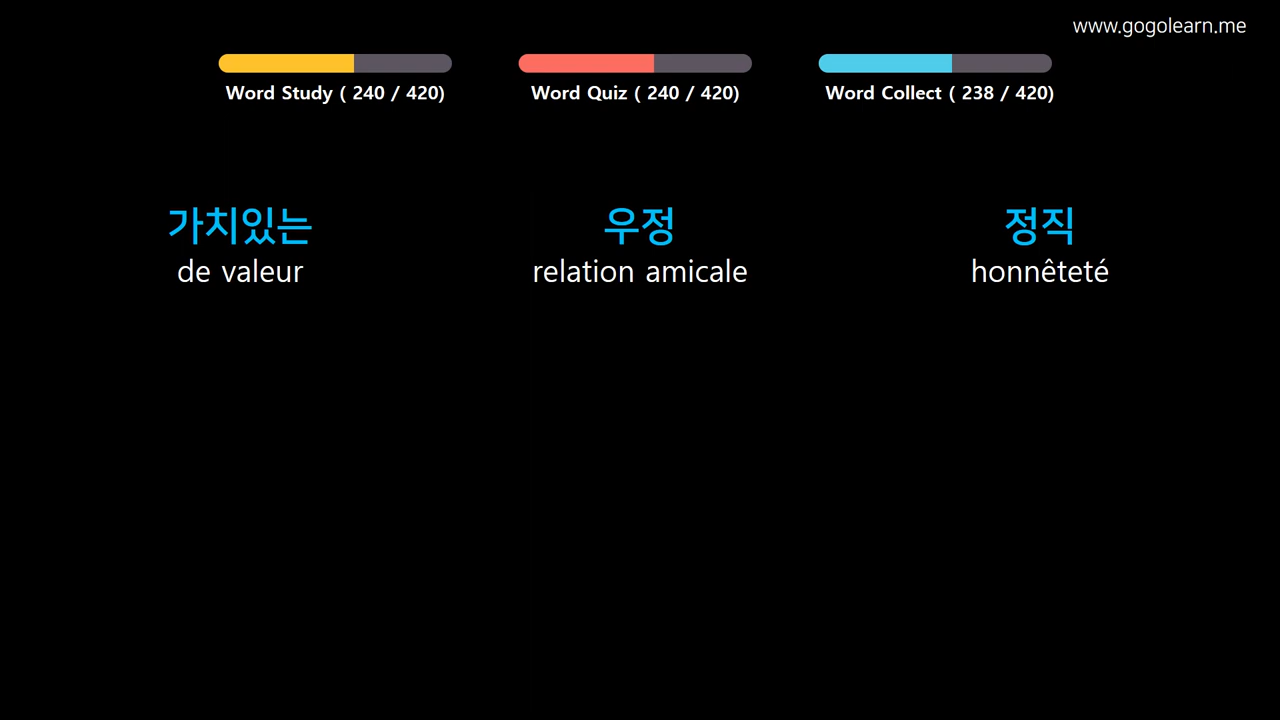 www.gogolearn.me
Word Study ( 240 / 420)
Word Quiz ( 240 / 420)
Word Collect ( 238 / 420)
가치있는
de valeur
우정
relation amicale
정직
honnêteté